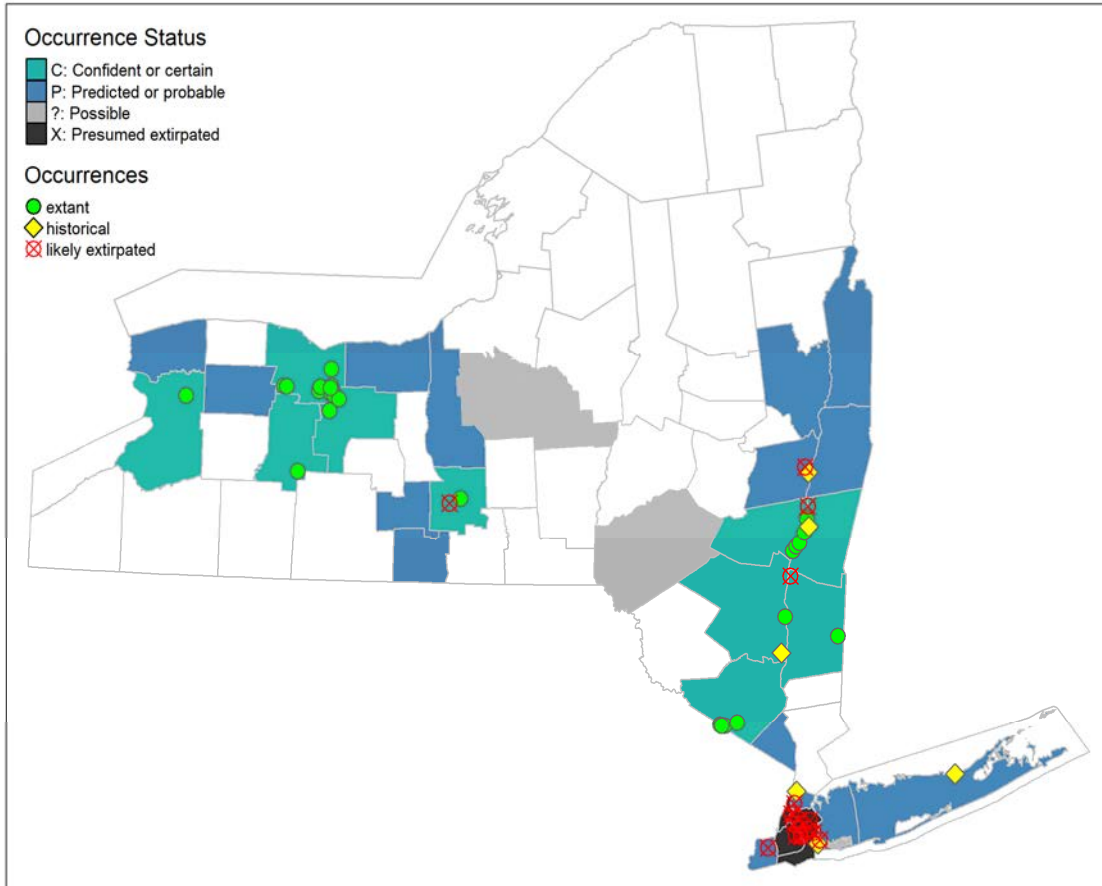 Occurrence Status
C: Confident or certain
P: Predicted or probable
?: Possible
X: Presumed extirpated
Occurrences
extant
historical
likely extirpated